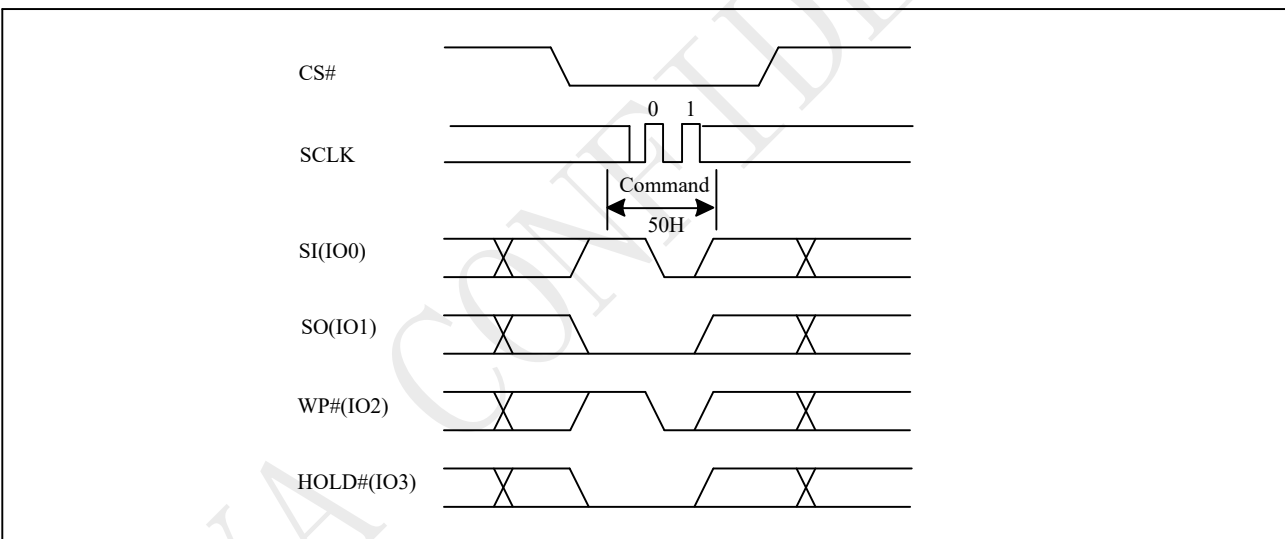 CS#
0 1
SCLK
Command
50H
SI(IO0)
SO(IO1)
WP#(IO2)
HOLD#(IO3)